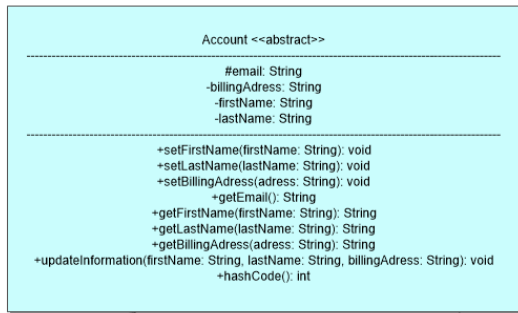 Account <<abstract>>
#email: String
-billingAdress: String
-firstName: String
-lastName: String
+setFirstName(firstName: String): void
+setLastName(lastName: String): void
+setBillingAdress(adress: String): void
+getEmail(): String
+getFirstName(firstName: String): String
+getLastName(lastName: String): String
+getBillingAdress(adress: String): String
+updateInformation(firstName: String, lastName: String, billingAdress: String): void
+hashCode(): int